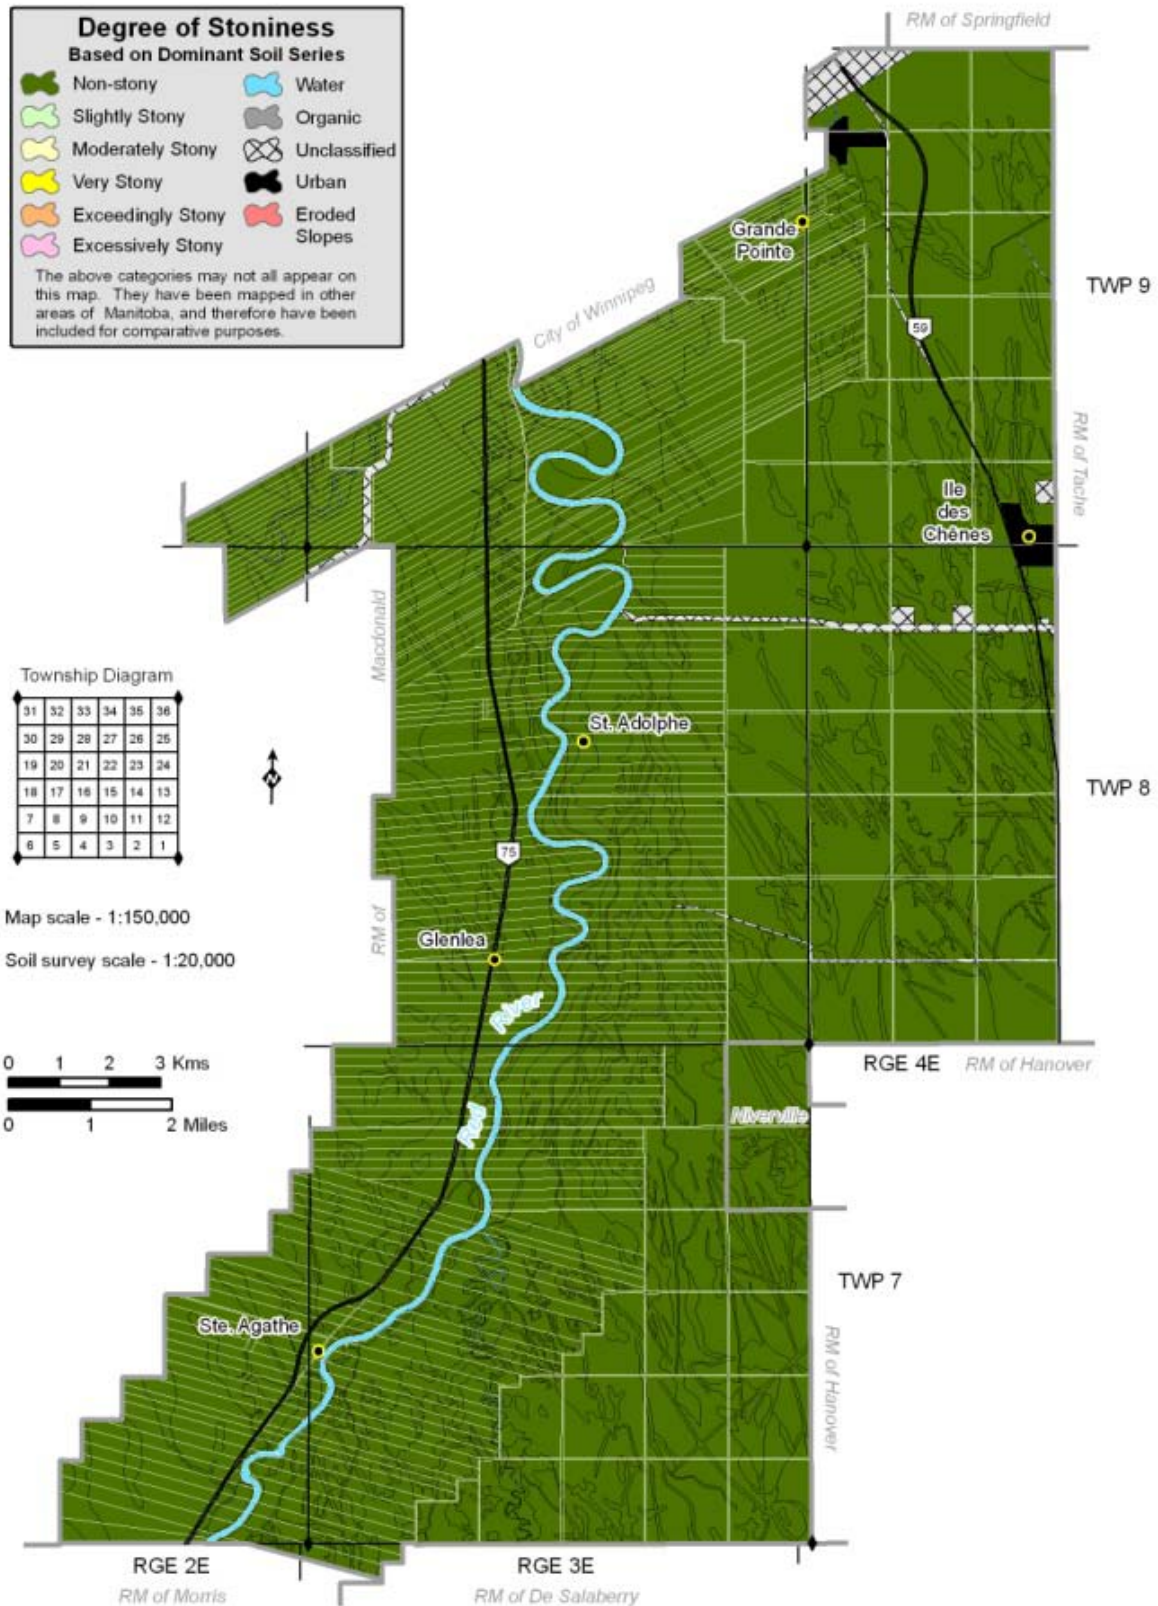 Degree of Stoniness
Based on Dominant Soil Series
Non-stony
Slightly Stony
Moderately Stony
Very Stony
Exceedingly Stony
Excessively Stony
Water
Organic
Unclassified
Urban
Eroded
Slopes
The above categories may not all appear on
this map. They have been mapped in other
areas of Manitoba, and therefore have been
included for comparative purposes.
RM of Springfield
Grande
Pointe
TWP 9
City of Winnipeg
59
RM of Tache
Ile
des
Chênes
Macdonald
Township Diagram
31 32 33 34 35 36
30 29 28 27 26 25
19 20 21 22 23 24
18 17 16 15 14 13
7 8 9 10 11 12
6 5 4 3 2 1
N
St. Adolphe
TWP 8
75
Map scale - 1:150,000
Soil survey scale - 1:20,000
RM of
Glenlea
River
0 1 2 3 Kms
0 1 2 Miles
RGE 4E
RM of Hanover
Niverville
Red
TWP 7
Ste. Agathe
RM of Hanover
RGE 2E
RGE 3E
RM of Morris
RM of De Salaberry